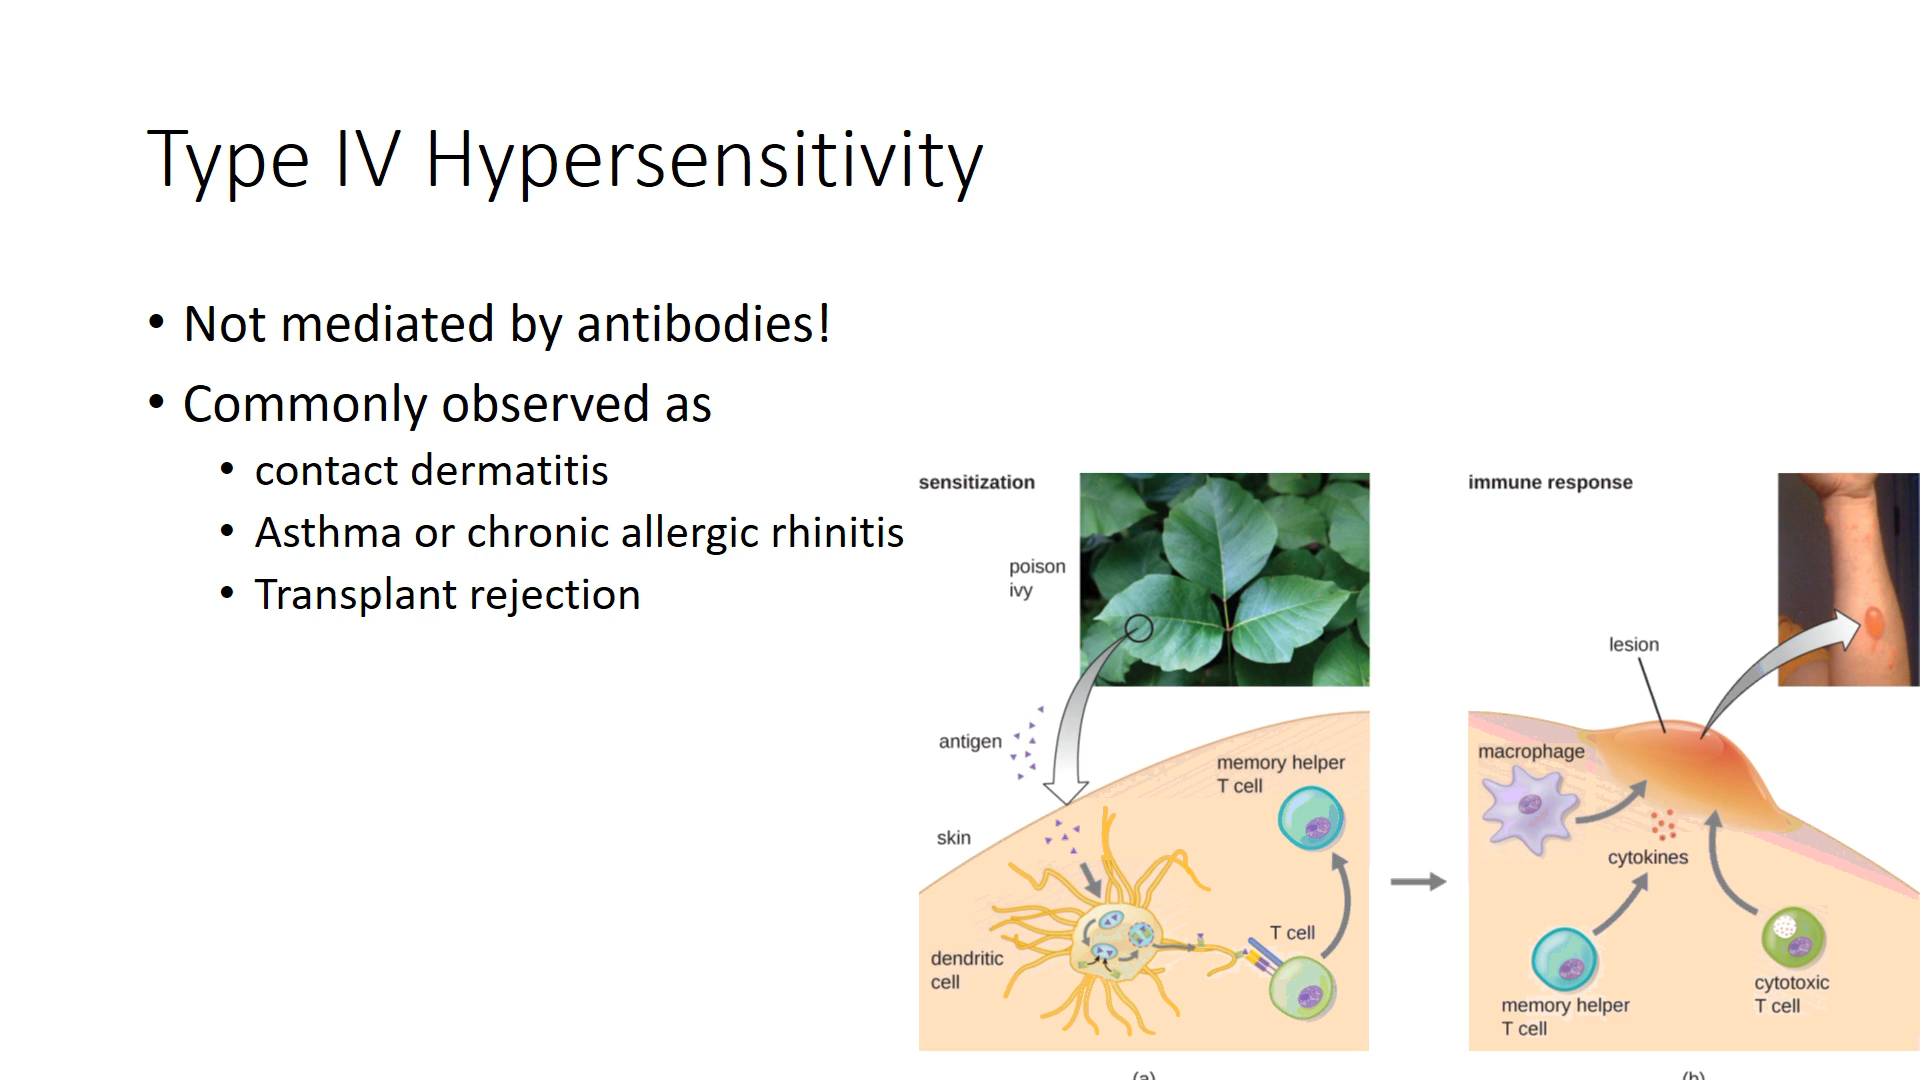 Type IV Hypersensitivity
• Not mediated by antibodies!
• Commonly observed as
• contact dermatitis
• Asthma or chronic allergic rhinitis
• Transplant rejection
sensitization
poison
ivy
antigen
skin
memory helper
T cell
T cell
dendritic
cell
(a)
immune response
lesion
macrophage
cytokines
memory helper
T cell
cytotoxic
T cell
(b)